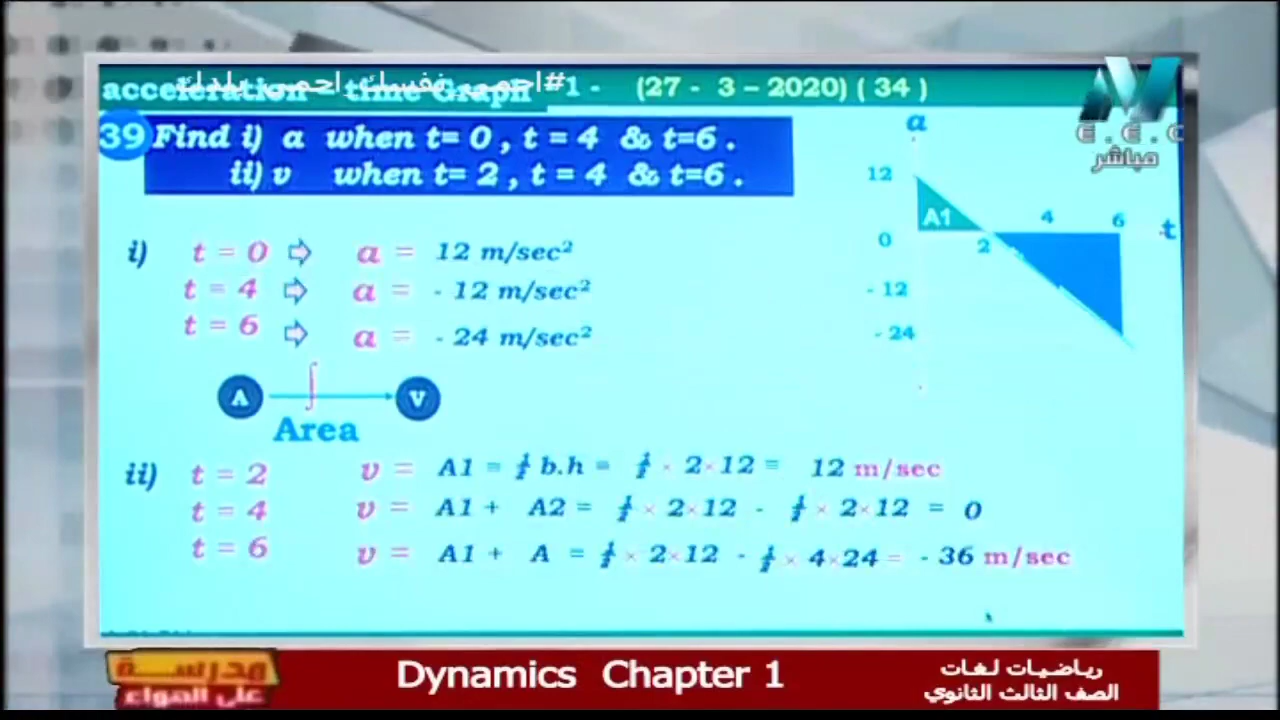 #احمي_نفسك_احمي_بلدك
acceleration - time Graph #1 - (27 - 3 - 2020) ( 34 )
E.E.C
مباشر
39 Find i) a when t= 0 , t = 4 & t=6 .
ii) v when t= 2 , t = 4 & t=6 .
a
12
A1
4
6
t
0
2
- 12
- 24
i) t = 0 ⇨ a = 12 m/sec²
t = 4 ⇨ a = - 12 m/sec²
t = 6 ⇨ a = - 24 m/sec²
A ∫ V
Area
ii) t = 2 v = A1 = ½ b.h = ½ × 2×12 = 12 m/sec
t = 4 v = A1 + A2 = ½ × 2×12 - ½ × 2×12 = 0
t = 6 v = A1 + A = ½ × 2×12 - ½ × 4×24 = - 36 m/sec
مدرسة
على الهواء
Dynamics Chapter 1
رياضيات لغات
الصف الثالث الثانوي